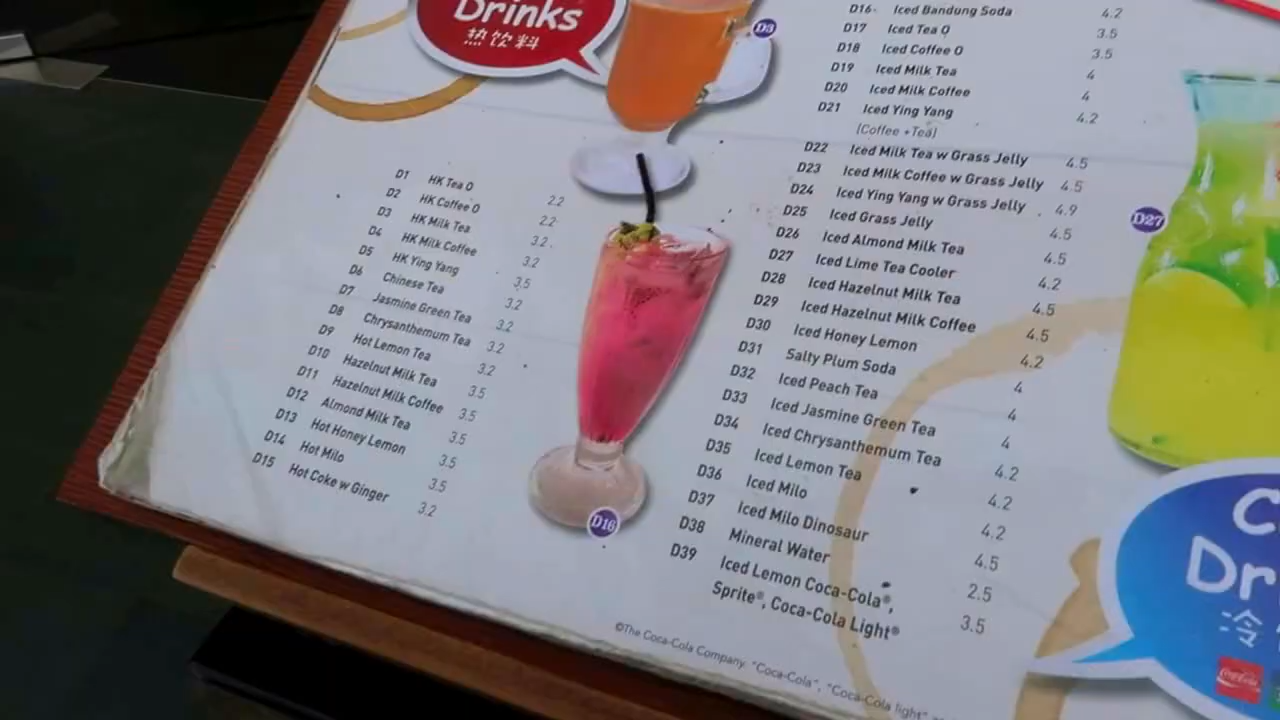 Drinks
热饮料
D3
D1 HK Tea O 2.2
D2 HK Coffee O 2.2
D3 HK Milk Tea 3.2
D4 HK Milk Coffee 3.2
D5 HK Ying Yang 3.5
D6 Chinese Tea 3.2
D7 Jasmine Green Tea 3.2
D8 Chrysanthemum Tea 3.2
D9 Hot Lemon Tea 3.2
D10 Hazelnut Milk Tea 3.5
D11 Hazelnut Milk Coffee 3.5
D12 Almond Milk Tea 3.5
D13 Hot Honey Lemon 3.5
D14 Hot Milo 3.5
D15 Hot Coke w Ginger 3.2
D16
D16 Iced Bandung Soda 4.2
D17 Iced Tea O 3.5
D18 Iced Coffee O 3.5
D19 Iced Milk Tea 4
D20 Iced Milk Coffee 4
D21 Iced Ying Yang 4.2
(Coffee +Tea)
D22 Iced Milk Tea w Grass Jelly 4.5
D23 Iced Milk Coffee w Grass Jelly 4.5
D24 Iced Ying Yang w Grass Jelly 4.9
D25 Iced Grass Jelly 4.5
D26 Iced Almond Milk Tea 4.5
D27 Iced Lime Tea Cooler 4.2
D28 Iced Hazelnut Milk Tea 4.5
D29 Iced Hazelnut Milk Coffee 4.5
D30 Iced Honey Lemon 4.2
D31 Salty Plum Soda 4
D32 Iced Peach Tea 4
D33 Iced Jasmine Green Tea 4
D34 Iced Chrysanthemum Tea 4.2
D35 Iced Lemon Tea 4.2
D36 Iced Milo 4.2
D37 Iced Milo Dinosaur 4.5
D38 Mineral Water 2.5
D39 Iced Lemon Coca-Cola®, 3.5
Sprite®, Coca-Cola Light®
©The Coca-Cola Company. "Coca-Cola", "Coca-Cola light"
D27
C
Dr
冷
Coca-Cola